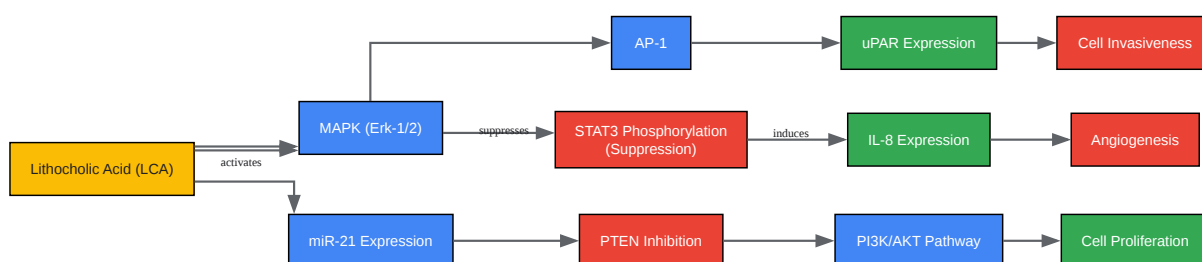 AP-1
uPAR Expression
Cell Invasiveness
MAPK (Erk-1/2)
suppresses
STAT3 Phosphorylation
(Suppression)
induces
IL-8 Expression
Angiogenesis
Lithocholic Acid (LCA)
activates
miR-21 Expression
PTEN Inhibition
PI3K/AKT Pathway
Cell Proliferation